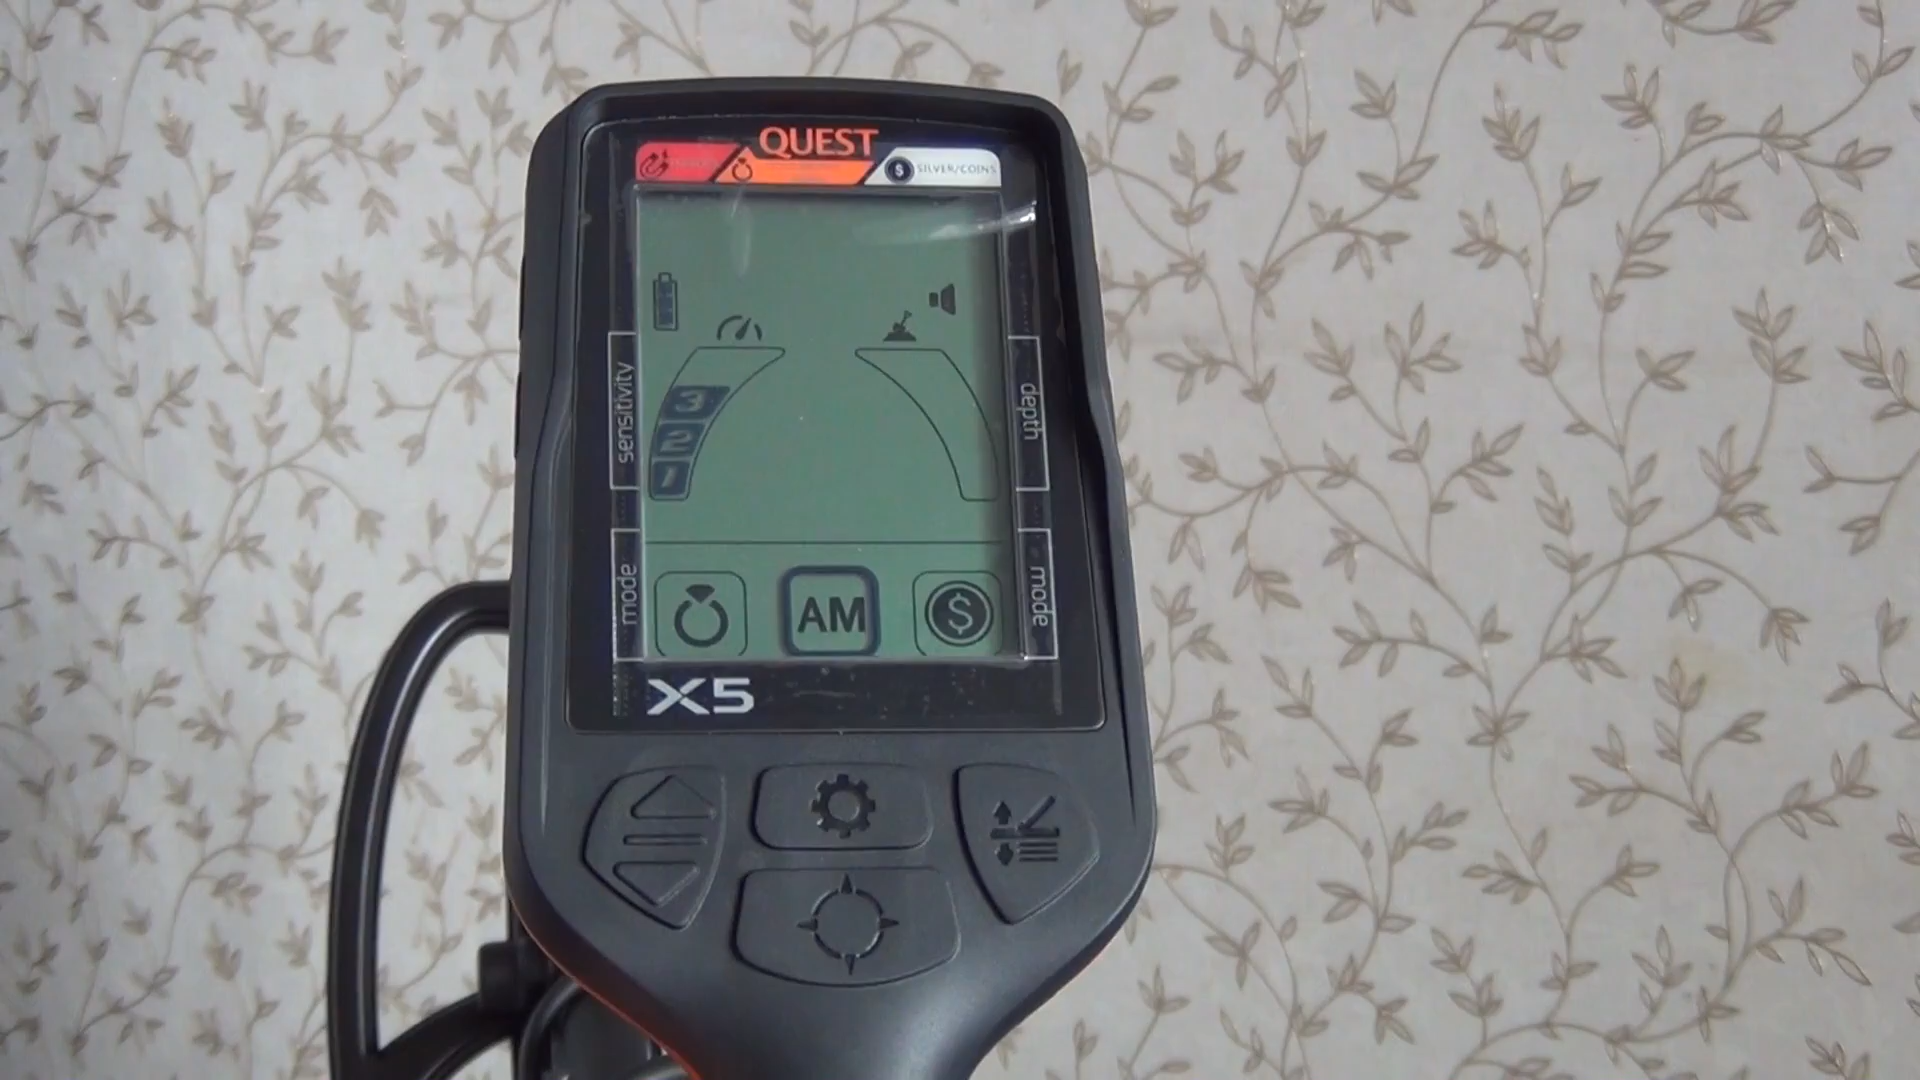 QUEST
SILVER/COINS
sensitivity
depth
3
2
1
mode
AM
$
mode
X5